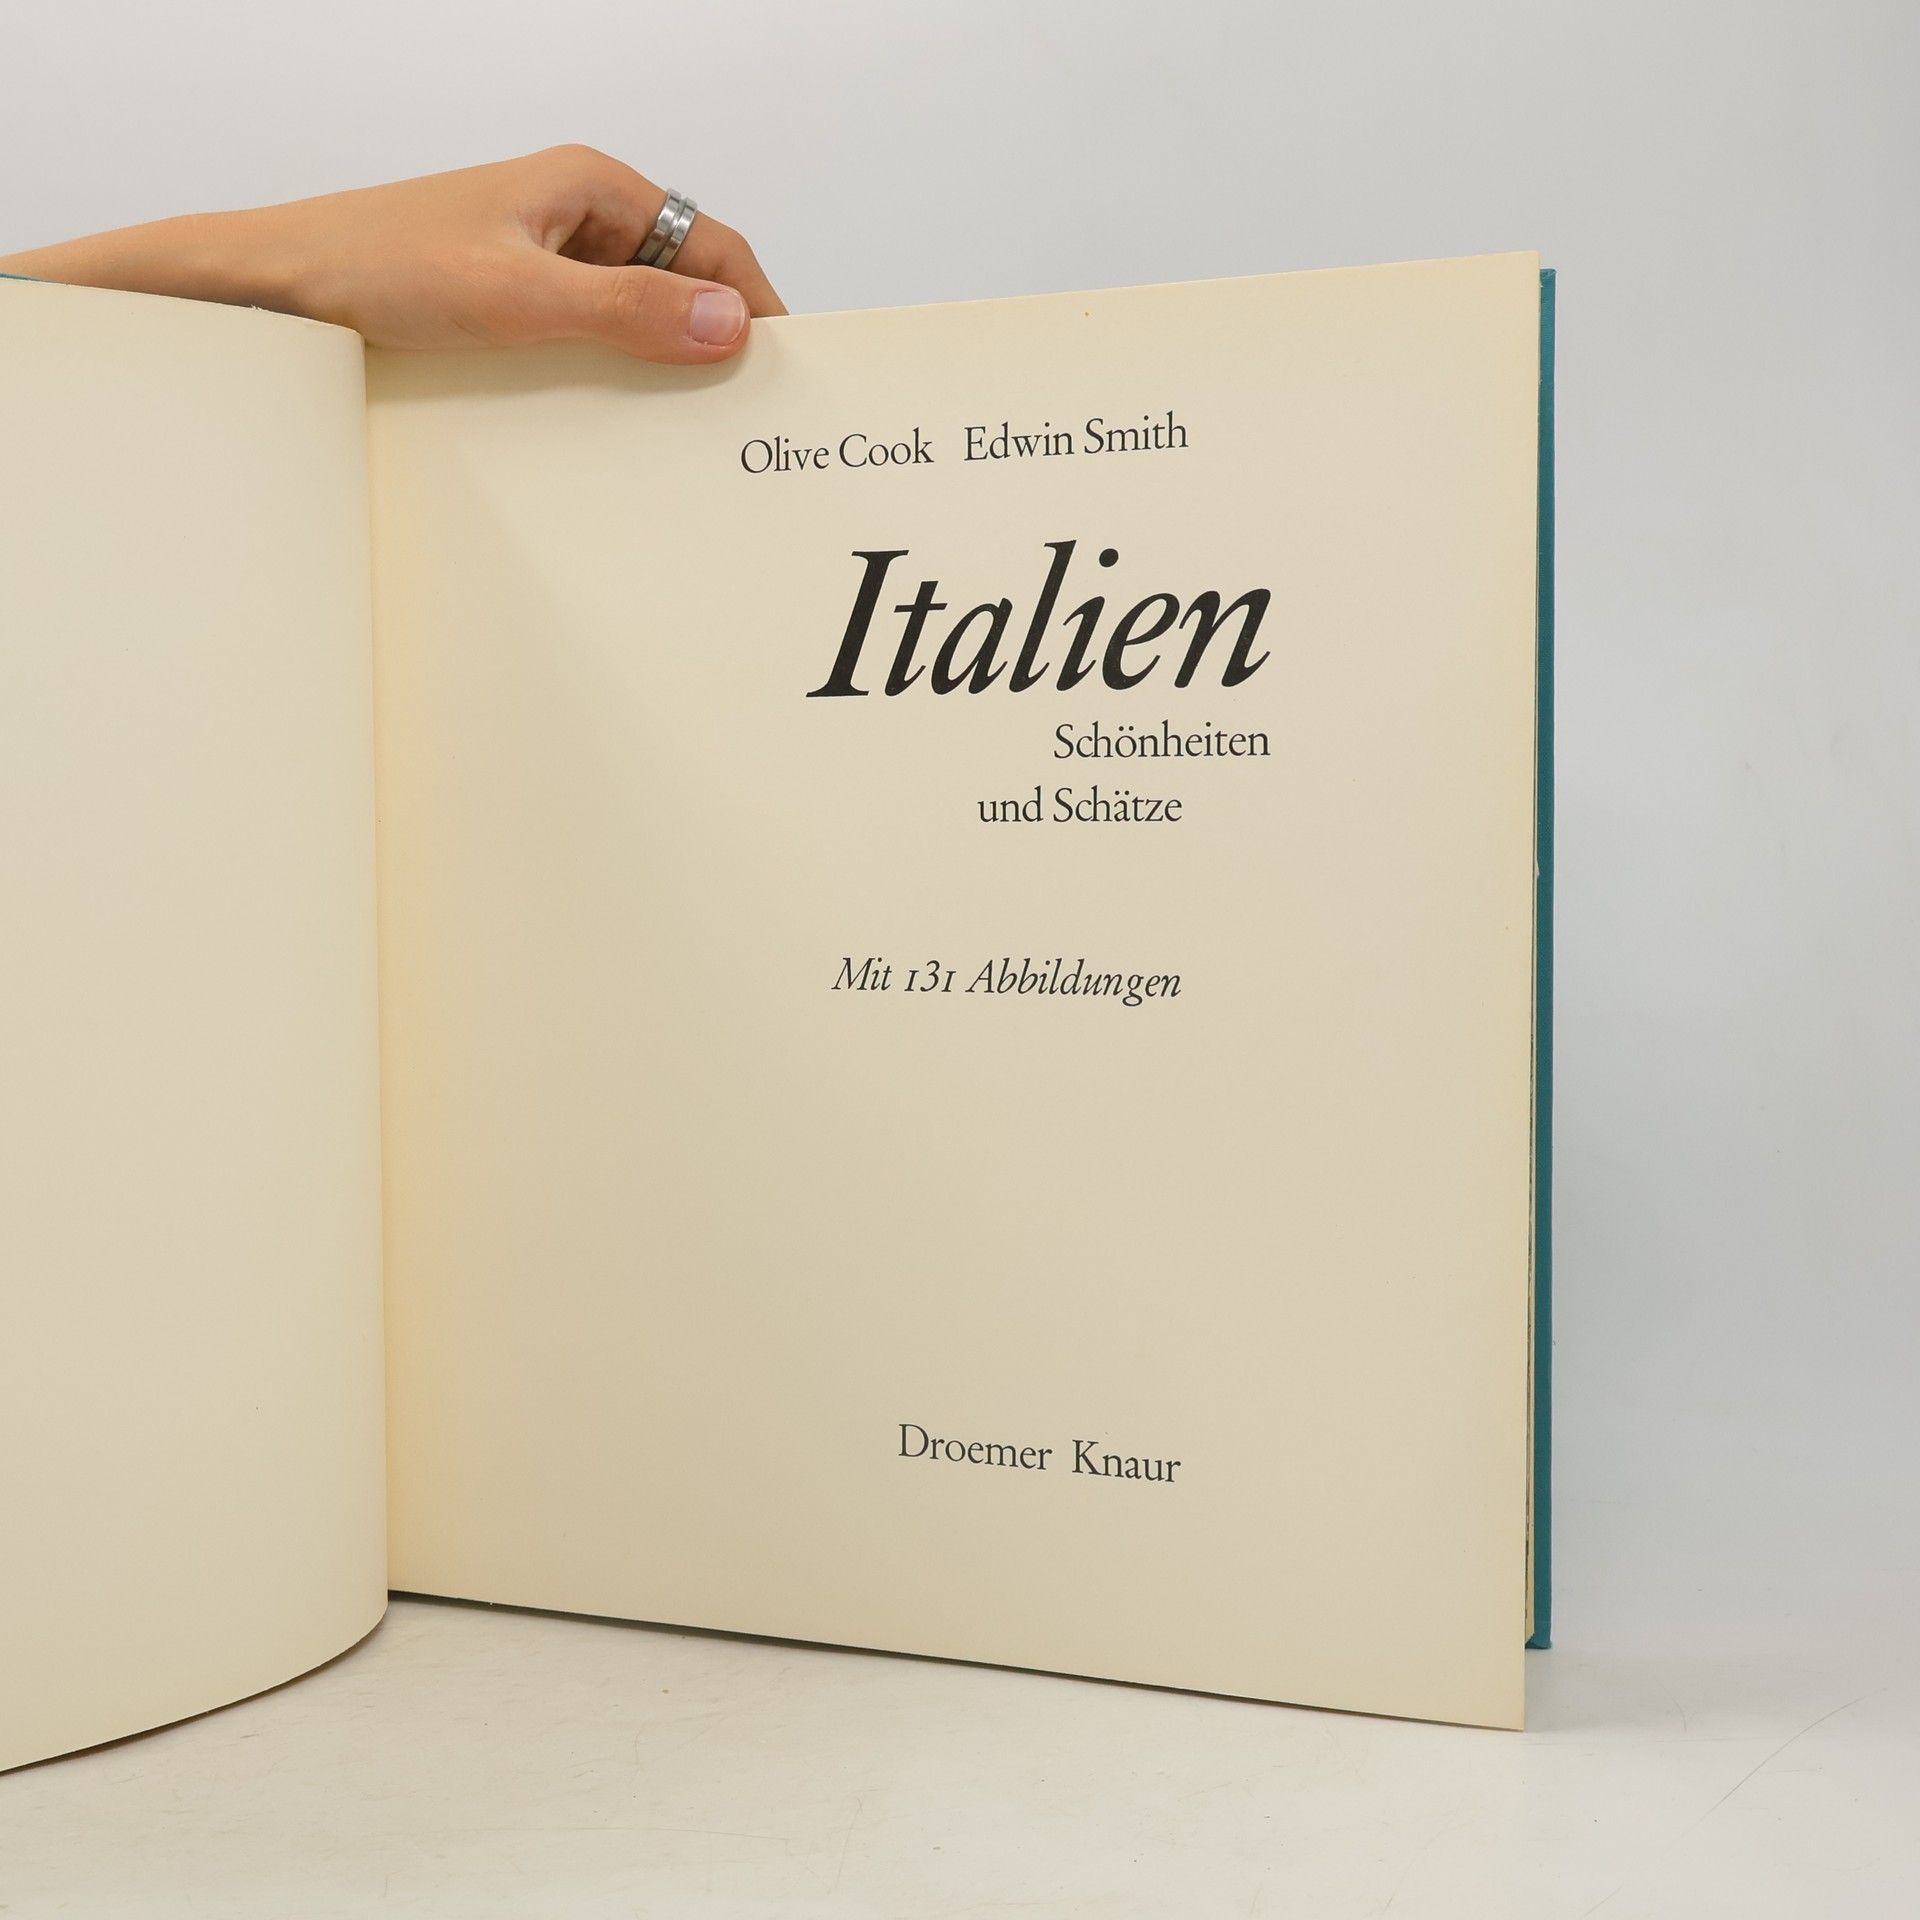 Olive Cook Edwin Smith
Italien
Schönheiten
und Schätze
Mit 131 Abbildungen
Droemer Knaur